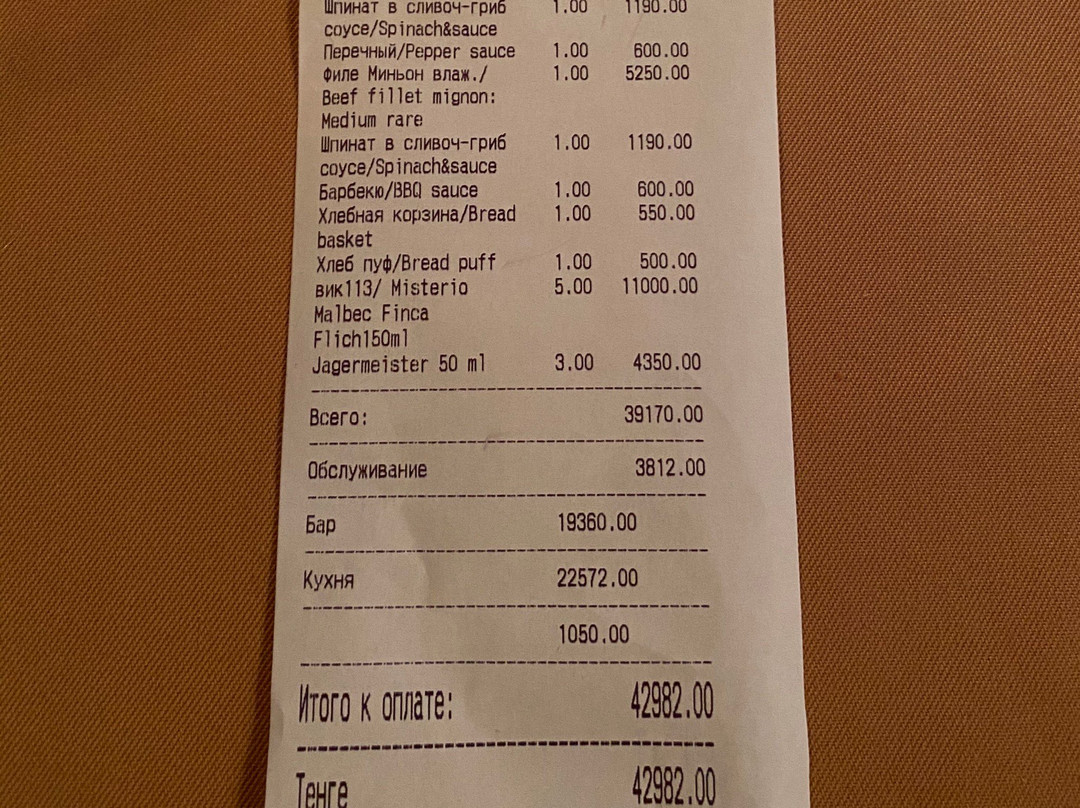 Шпинат в сливоч-гриб 1.00 1190.00
соусе/Spinach&sauce
Перечный/Pepper sauce 1.00 600.00
Филе Миньон влаж./ 1.00 5250.00
Beef fillet mignon:
Medium rare
Шпинат в сливоч-гриб 1.00 1190.00
соусе/Spinach&sauce
Барбекю/BBQ sauce 1.00 600.00
Хлебная корзина/Bread 1.00 550.00
basket
Хлеб пуф/Bread puff 1.00 500.00
вик113/ Misterio 5.00 11000.00
Malbec Finca
Flich150ml
Jagermeister 50 ml 3.00 4350.00
Всего: 39170.00
Обслуживание 3812.00
Бар 19360.00
Кухня 22572.00
1050.00
Итого к оплате: 42982.00
Тенге 42982.00